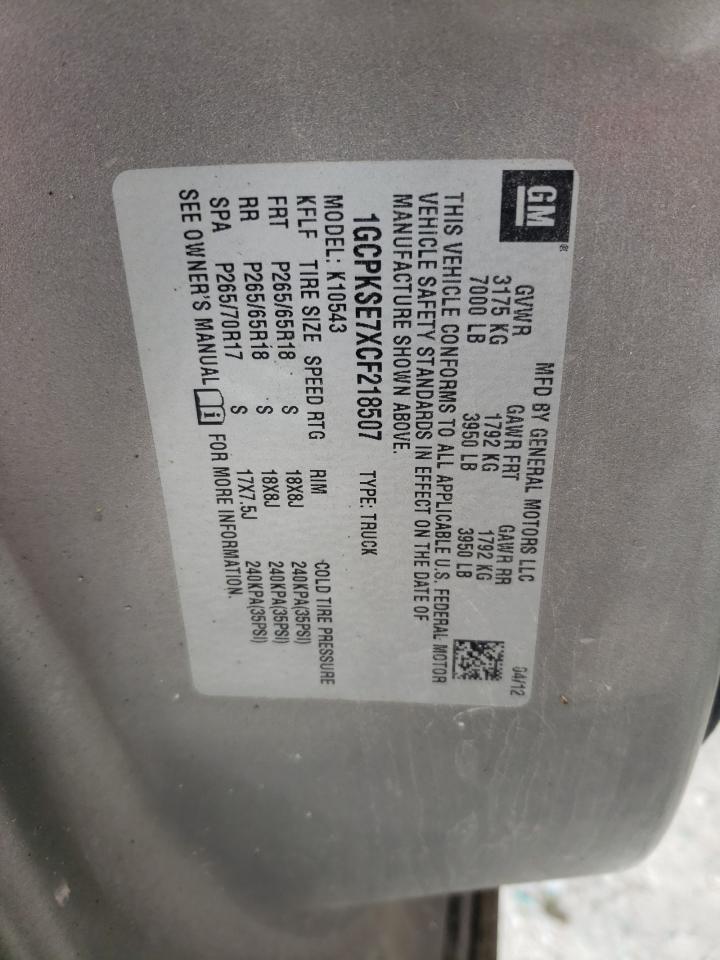 GM®
MFD BY GENERAL MOTORS LLC 04/12
GVWR GAWR FRT GAWR RR
3175 KG 1792 KG 1792 KG
7000 LB 3950 LB 3950 LB
THIS VEHICLE CONFORMS TO ALL APPLICABLE U.S. FEDERAL MOTOR
VEHICLE SAFETY STANDARDS IN EFFECT ON THE DATE OF
MANUFACTURE SHOWN ABOVE.
1GCPKSE7XCF218507 TYPE: TRUCK
MODEL: K10543
KFLF TIRE SIZE SPEED RTG RIM COLD TIRE PRESSURE
FRT P265/65R18 S 18X8J 240KPA(35PSI)
RR P265/65R18 S 18X8J 240KPA(35PSI)
SPA P265/70R17 S 17X7.5J 240KPA(35PSI)
SEE OWNER'S MANUAL i FOR MORE INFORMATION.